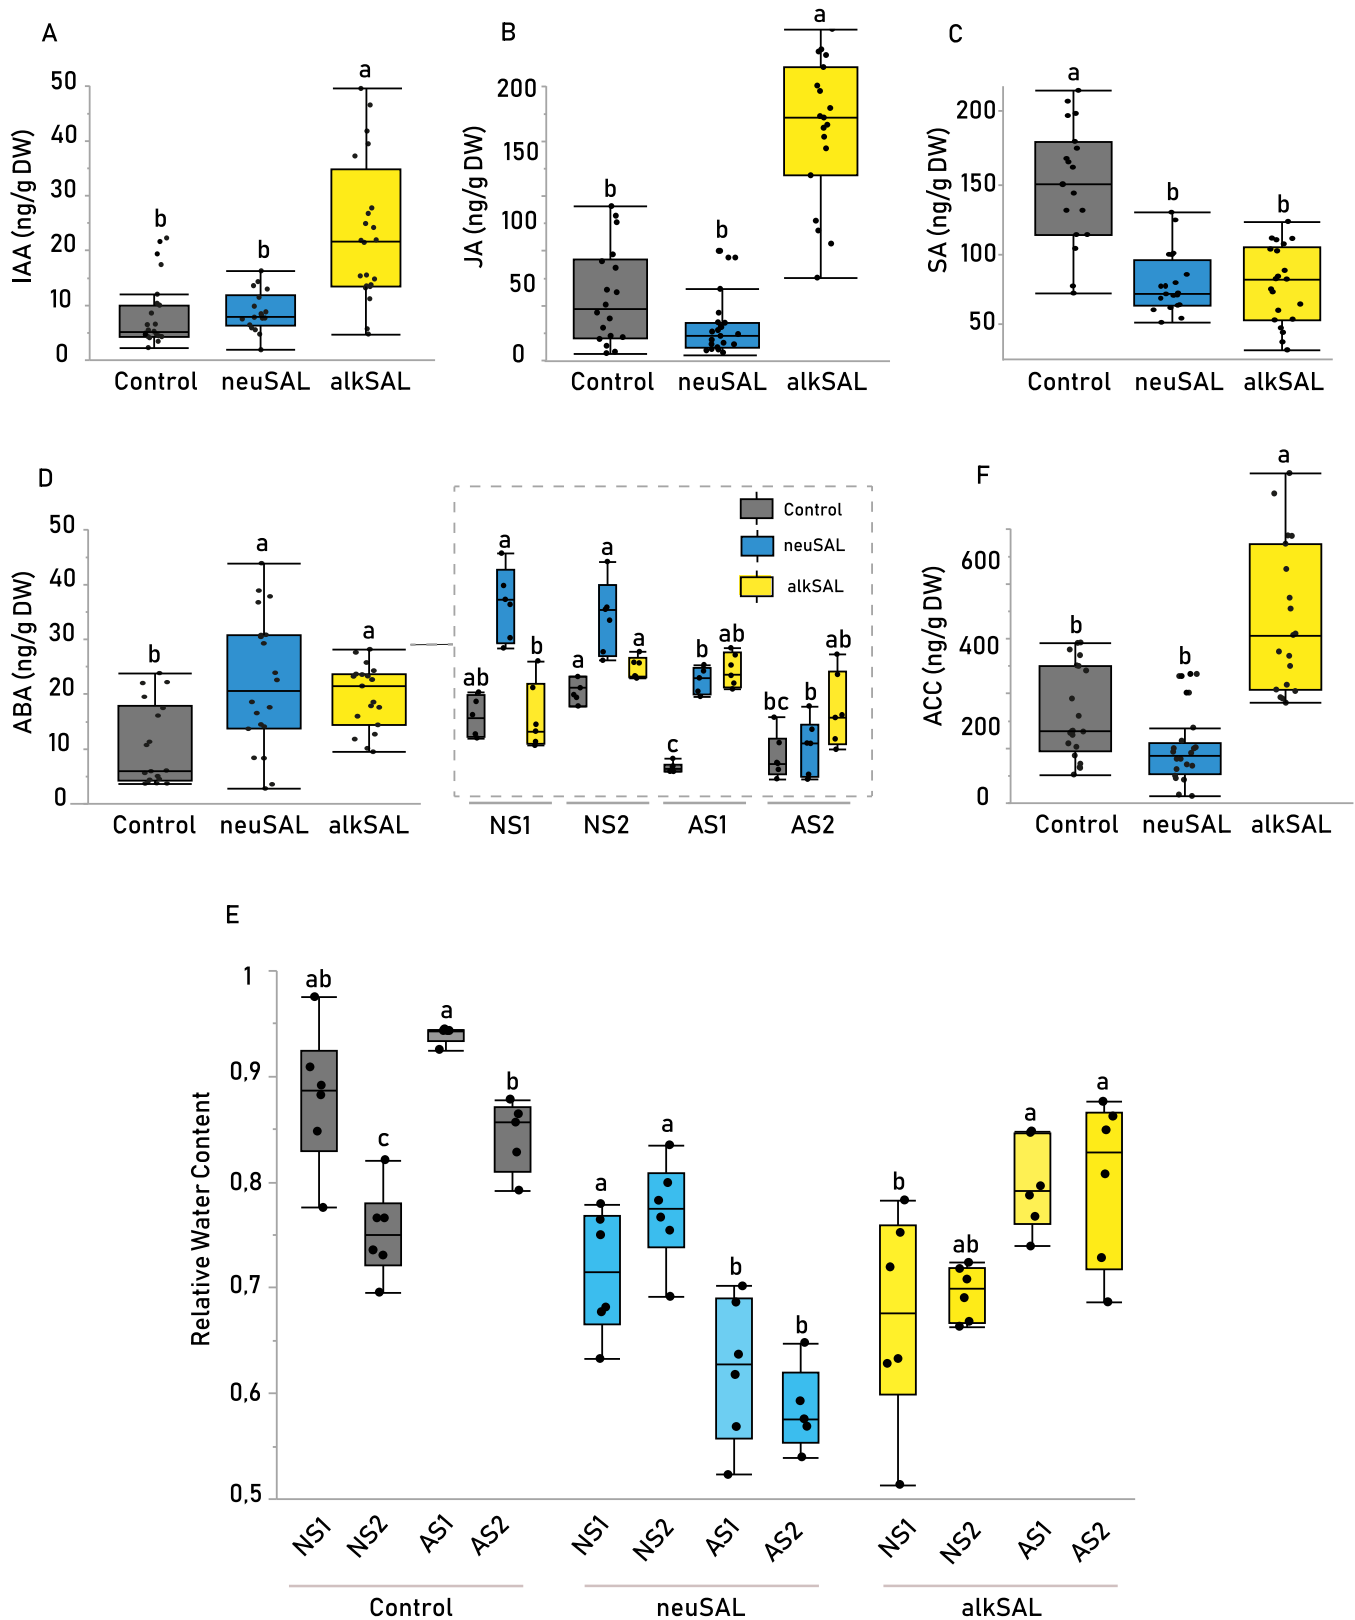 A
IAA (ng/g DW)
50
40
30
20
10
0
b
b
a
Control
neuSAL
alkSAL
B
JA (ng/g DW)
200
150
100
50
0
b
b
a
Control
neuSAL
alkSAL
C
SA (ng/g DW)
200
150
100
50
a
b
b
Control
neuSAL
alkSAL
D
ABA (ng/g DW)
50
40
30
20
10
0
b
a
a
Control
neuSAL
alkSAL
Control
neuSAL
alkSAL
ab
a
b
a
a
a
c
b
ab
bc
b
ab
NS1
NS2
AS1
AS2
F
ACC (ng/g DW)
600
400
200
0
b
b
a
Control
neuSAL
alkSAL
E
Relative Water Content
1
0,9
0,8
0,7
0,6
0,5
ab
c
a
b
a
a
b
b
b
ab
a
a
NS1
NS2
AS1
AS2
NS1
NS2
AS1
AS2
NS1
NS2
AS1
AS2
Control
neuSAL
alkSAL